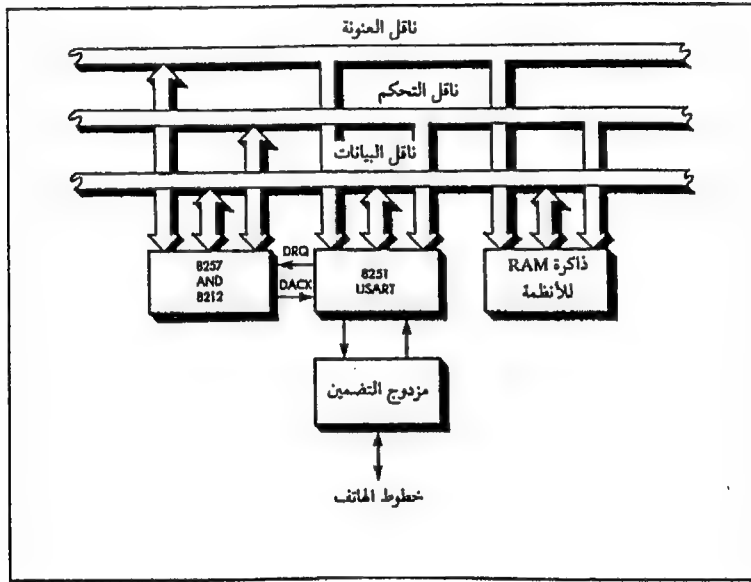 ناقل العنونة
ناقل التحكم
ناقل البيانات
8257
AND
8212
DRQ
DACK
8251
USART
ذاكرة RAM
للأنظمة
مزدوج التضمين
خطوط الهاتف